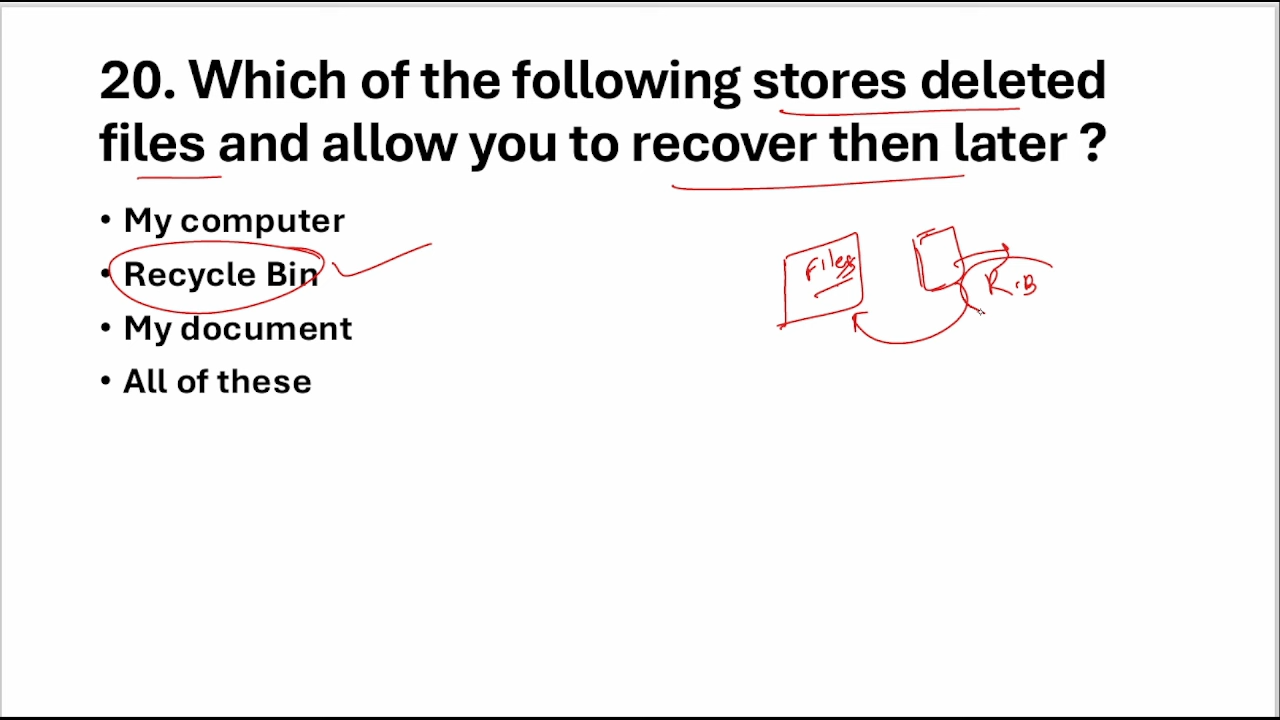 20. Which of the following stores deleted
files and allow you to recover then later ?
• My computer
• Recycle Bin
• My document
• All of these
Files
R.B